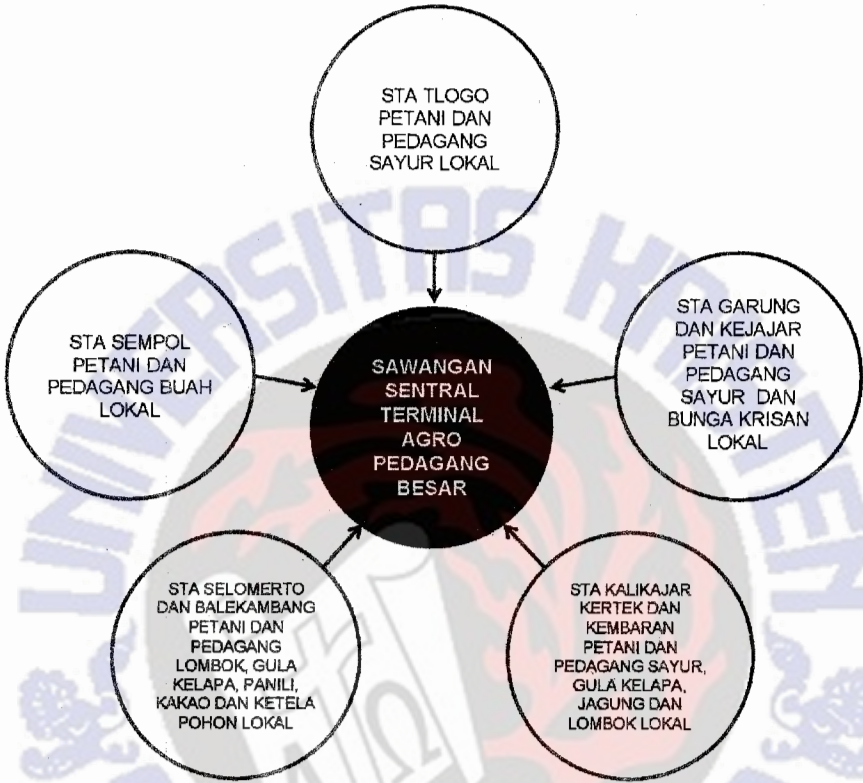 STA TLOGO
PETANI DAN
PEDAGANG
SAYUR LOKAL
STA SEMPOL
PETANI DAN
PEDAGANG BUAH
LOKAL
SAWANGAN
SENTRAL
TERMINAL
AGRO
PEDAGANG
BESAR
STA GARUNG
DAN KEJAJAR
PETANI DAN
PEDAGANG
SAYUR DAN
BUNGA KRISAN
LOKAL
STA SELOMERTO
DAN BALEKAMBANG
PETANI DAN
PEDAGANG
LOMBOK, GULA
KELAPA, PANILI,
KAKAO DAN KETELA
POHON LOKAL
STA KALIKAJAR
KERTEK DAN
KEMBARAN
PETANI DAN
PEDAGANG SAYUR,
GULA KELAPA,
JAGUNG DAN
LOMBOK LOKAL
UNIVERSITAS KRISTEN